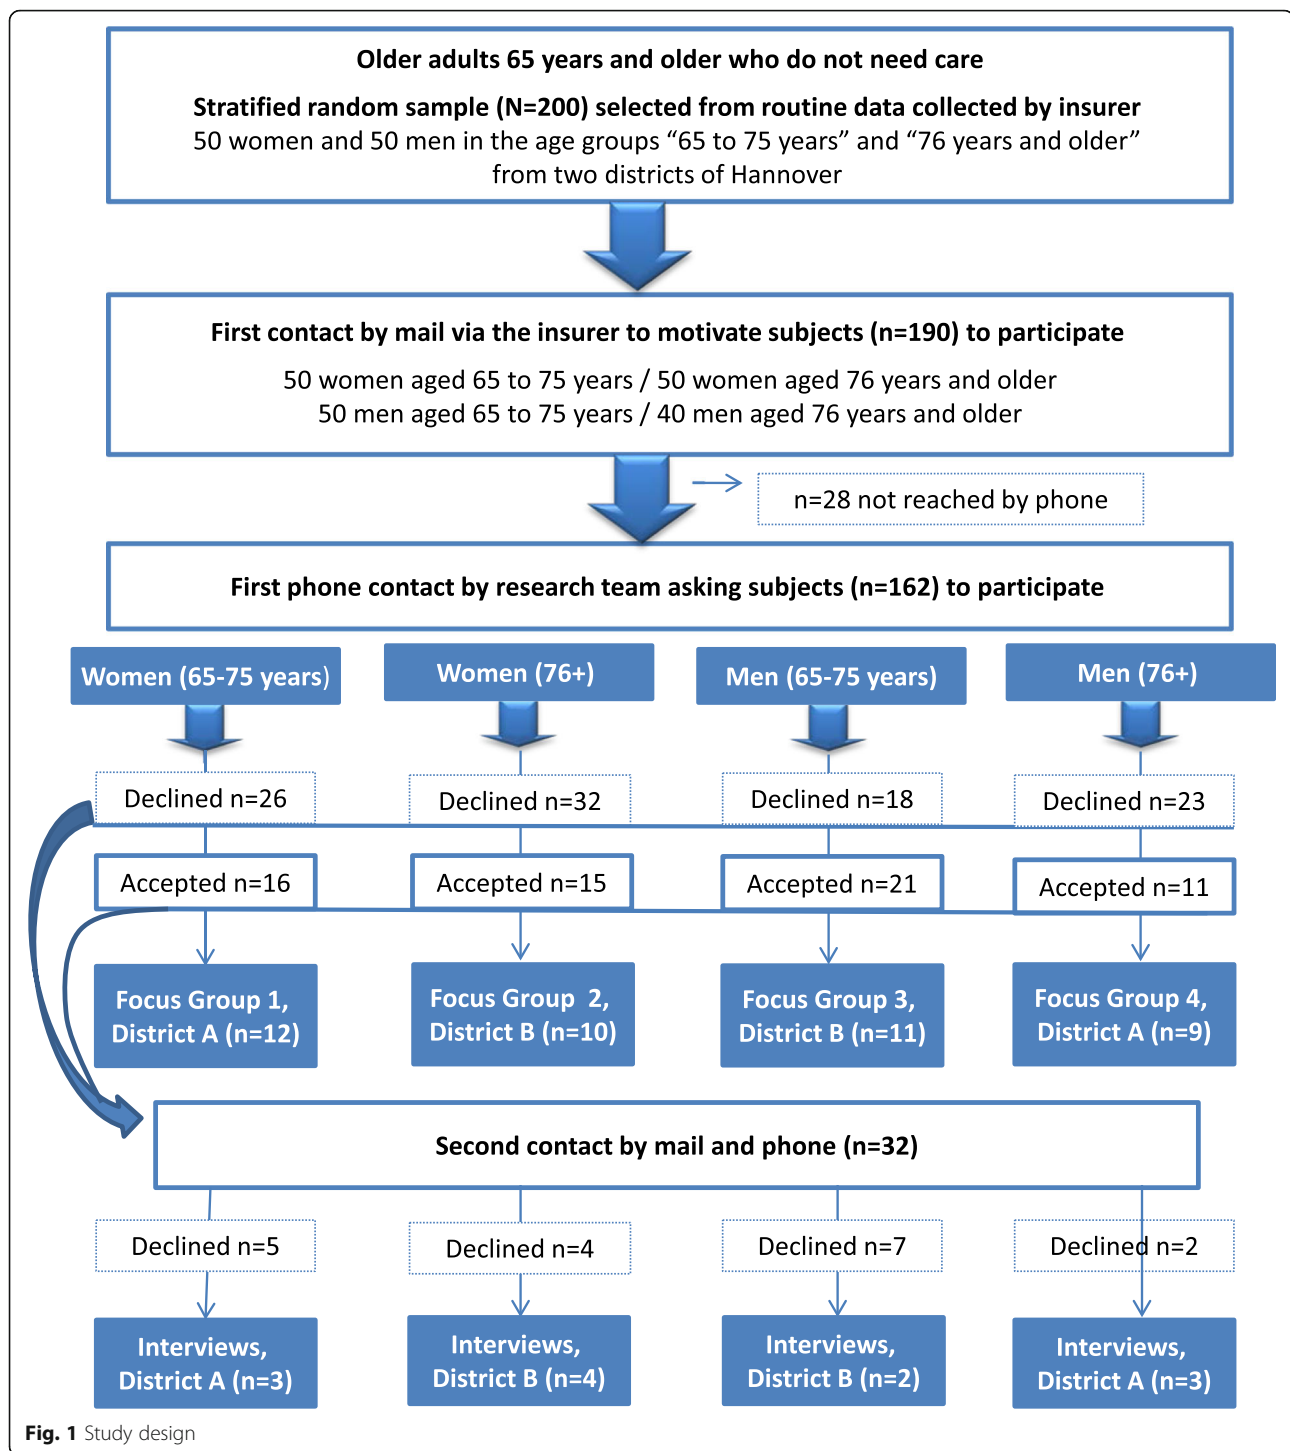 Older adults 65 years and older who do not need care
Stratified random sample (N=200) selected from routine data collected by insurer
50 women and 50 men in the age groups “65 to 75 years” and “76 years and older”
from two districts of Hannover
First contact by mail via the insurer to motivate subjects (n=190) to participate
50 women aged 65 to 75 years / 50 women aged 76 years and older
50 men aged 65 to 75 years / 40 men aged 76 years and older
n=28 not reached by phone
First phone contact by research team asking subjects (n=162) to participate
Women (65-75 years)
Women (76+)
Men (65-75 years)
Men (76+)
Declined n=26
Declined n=32
Declined n=18
Declined n=23
Accepted n=16
Accepted n=15
Accepted n=21
Accepted n=11
Focus Group 1,
District A (n=12)
Focus Group  2,
District B (n=10)
Focus Group 3,
District B (n=11)
Focus Group 4,
District A (n=9)
Second contact by mail and phone (n=32)
Declined n=5
Declined n=4
Declined n=7
Declined n=2
Interviews,
District A (n=3)
Interviews,
District B (n=4)
Interviews,
District B (n=2)
Interviews,
District A (n=3)
Fig. 1 Study design